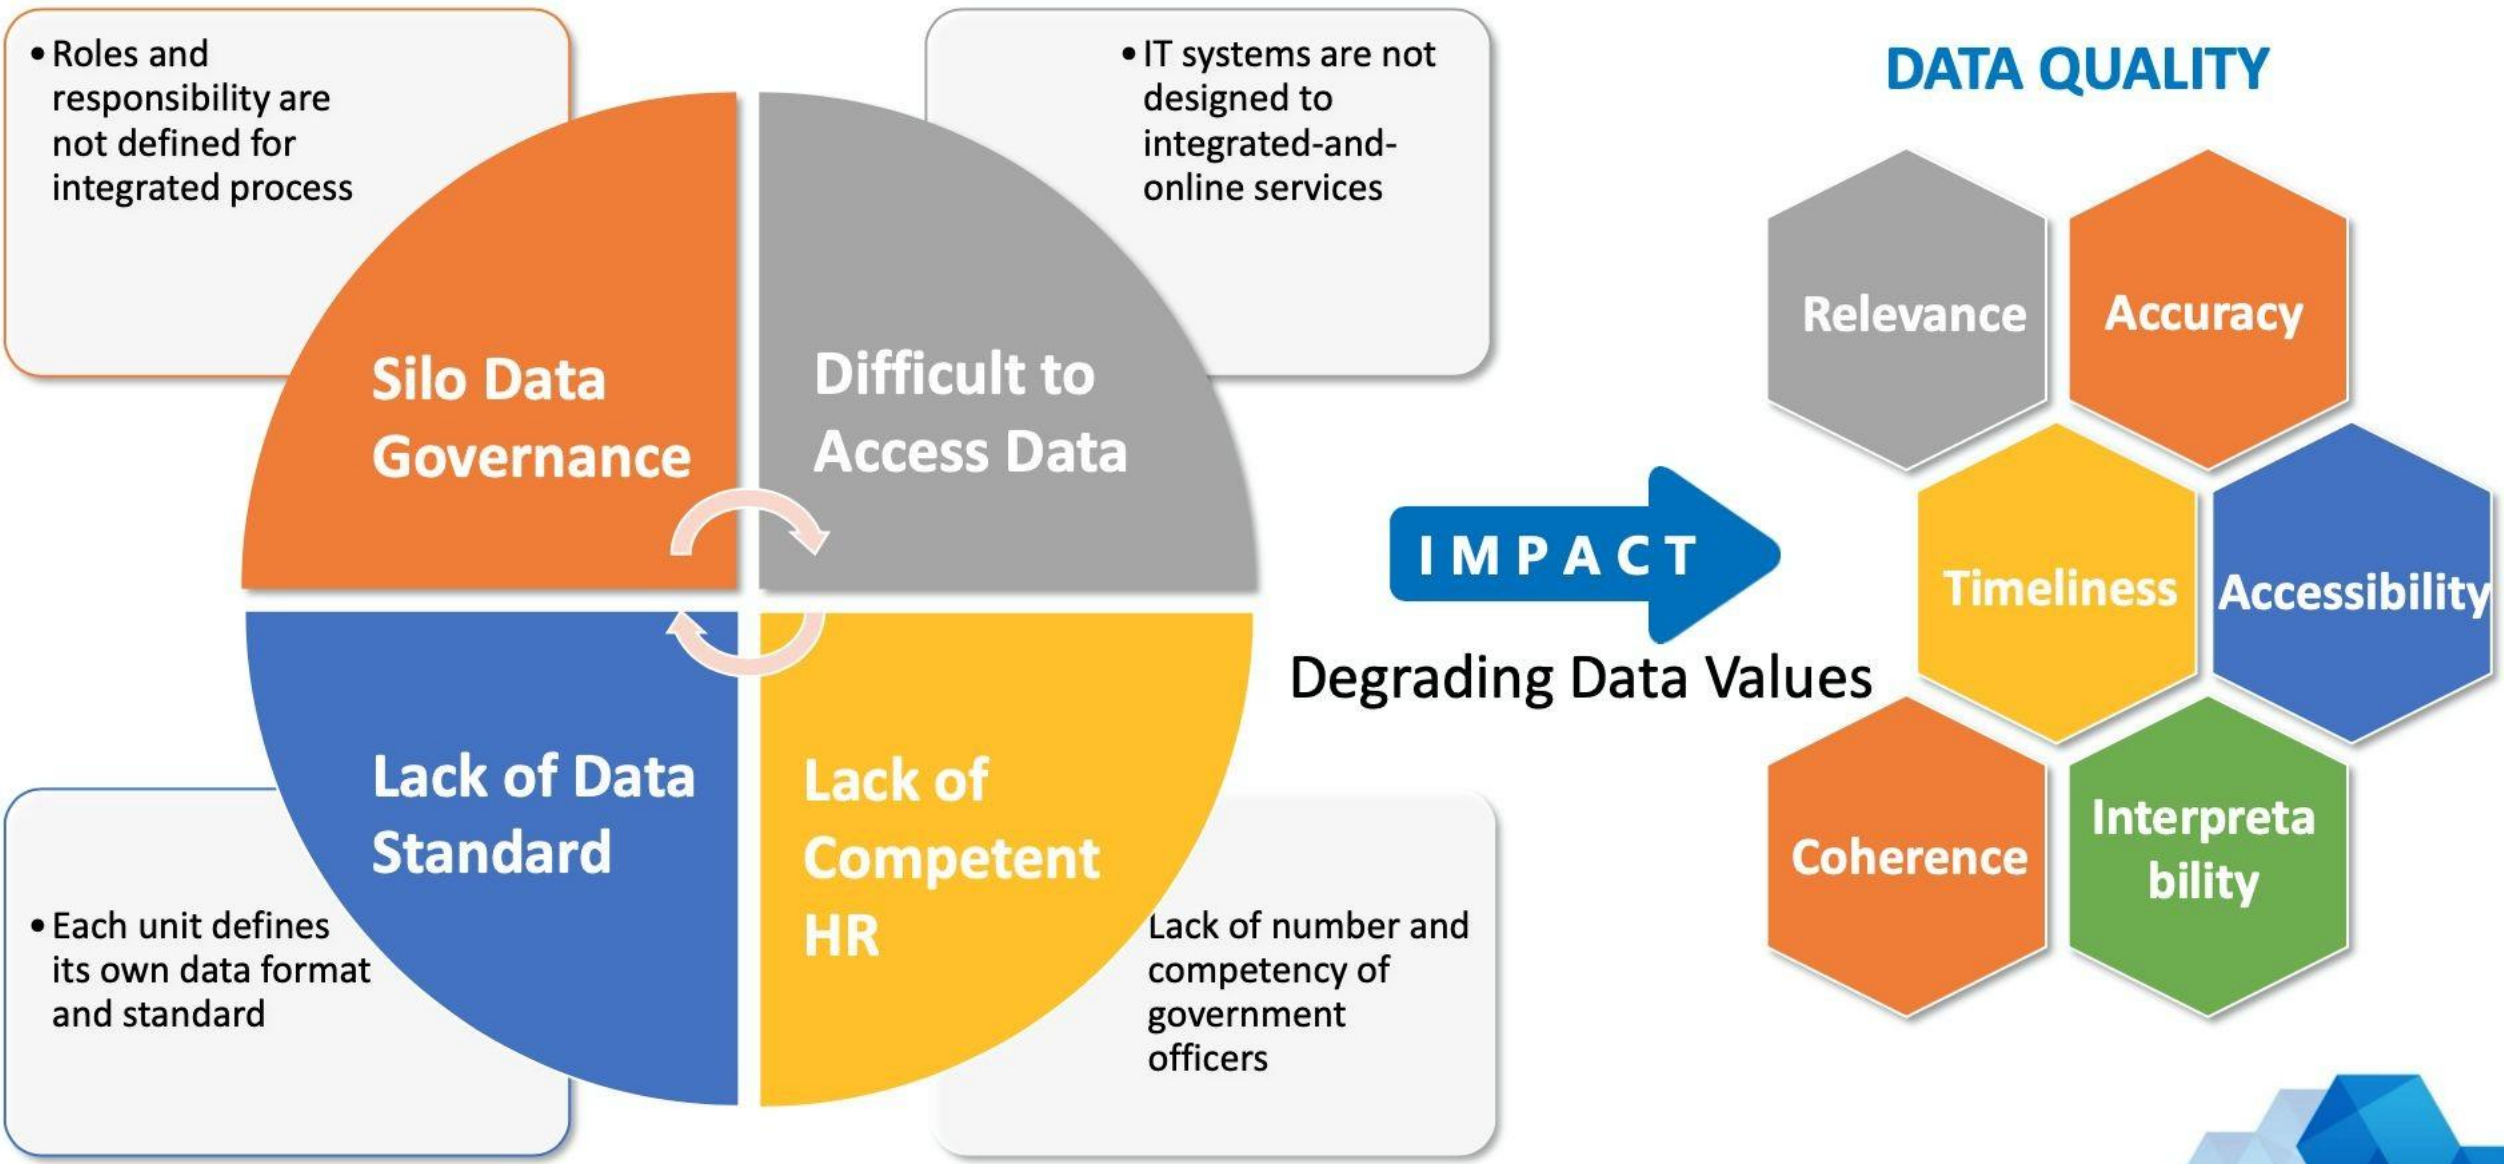 • Roles and
responsibility are
not defined for
integrated process
• IT systems are not
designed to
integrated-and-
online services
Silo Data
Governance
Difficult to
Access Data
Lack of Data
Standard
Lack of
Competent
HR
• Each unit defines
its own data format
and standard
Lack of number and
competency of
government
officers
IMPACT
Degrading Data Values
DATA QUALITY
Relevance
Accuracy
Timeliness
Accessibility
Coherence
Interpreta
bility